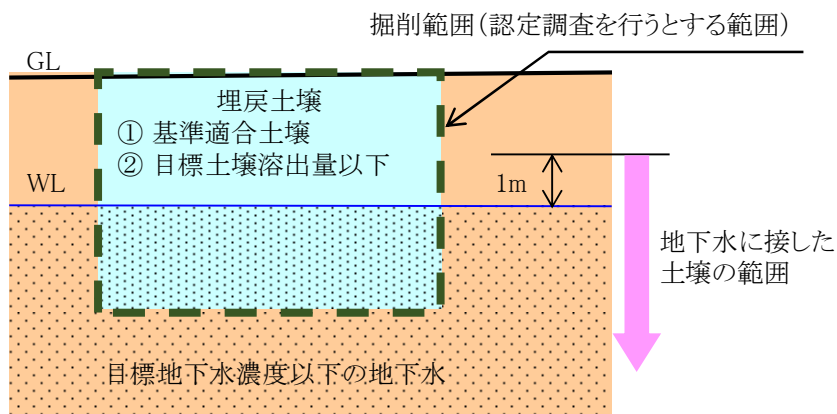 掘削範囲(認定調査を行うとする範囲)
GL
埋戻土壌
① 基準適合土壌
② 目標土壌溶出量以下
WL
1m
地下水に接した
土壌の範囲
目標地下水濃度以下の地下水